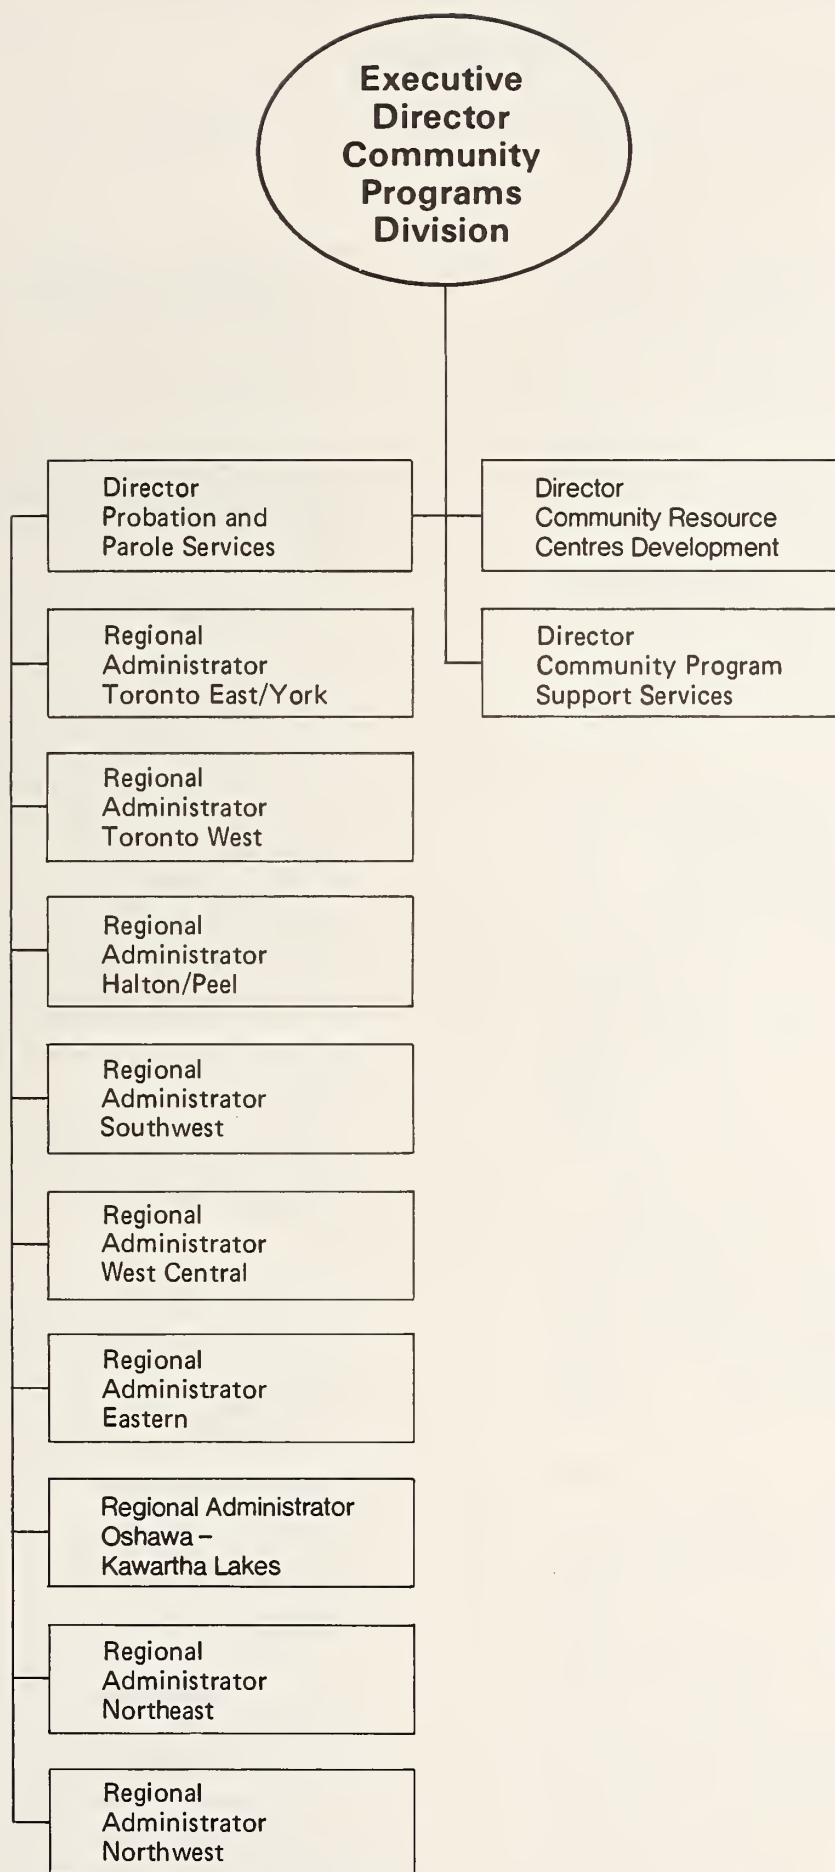 Executive
Director
Community
Programs
Division
Director
Probation and
Parole Services
Director
Community Resource
Centres Development
Regional
Administrator
Toronto East/York
Director
Community Program
Support Services
Regional
Administrator
Toronto West
Regional
Administrator
Halton/Peel
Regional
Administrator
Southwest
Regional
Administrator
West Central
Regional
Administrator
Eastern
Regional Administrator
Oshawa –
Kawartha Lakes
Regional
Administrator
Northeast
Regional
Administrator
Northwest